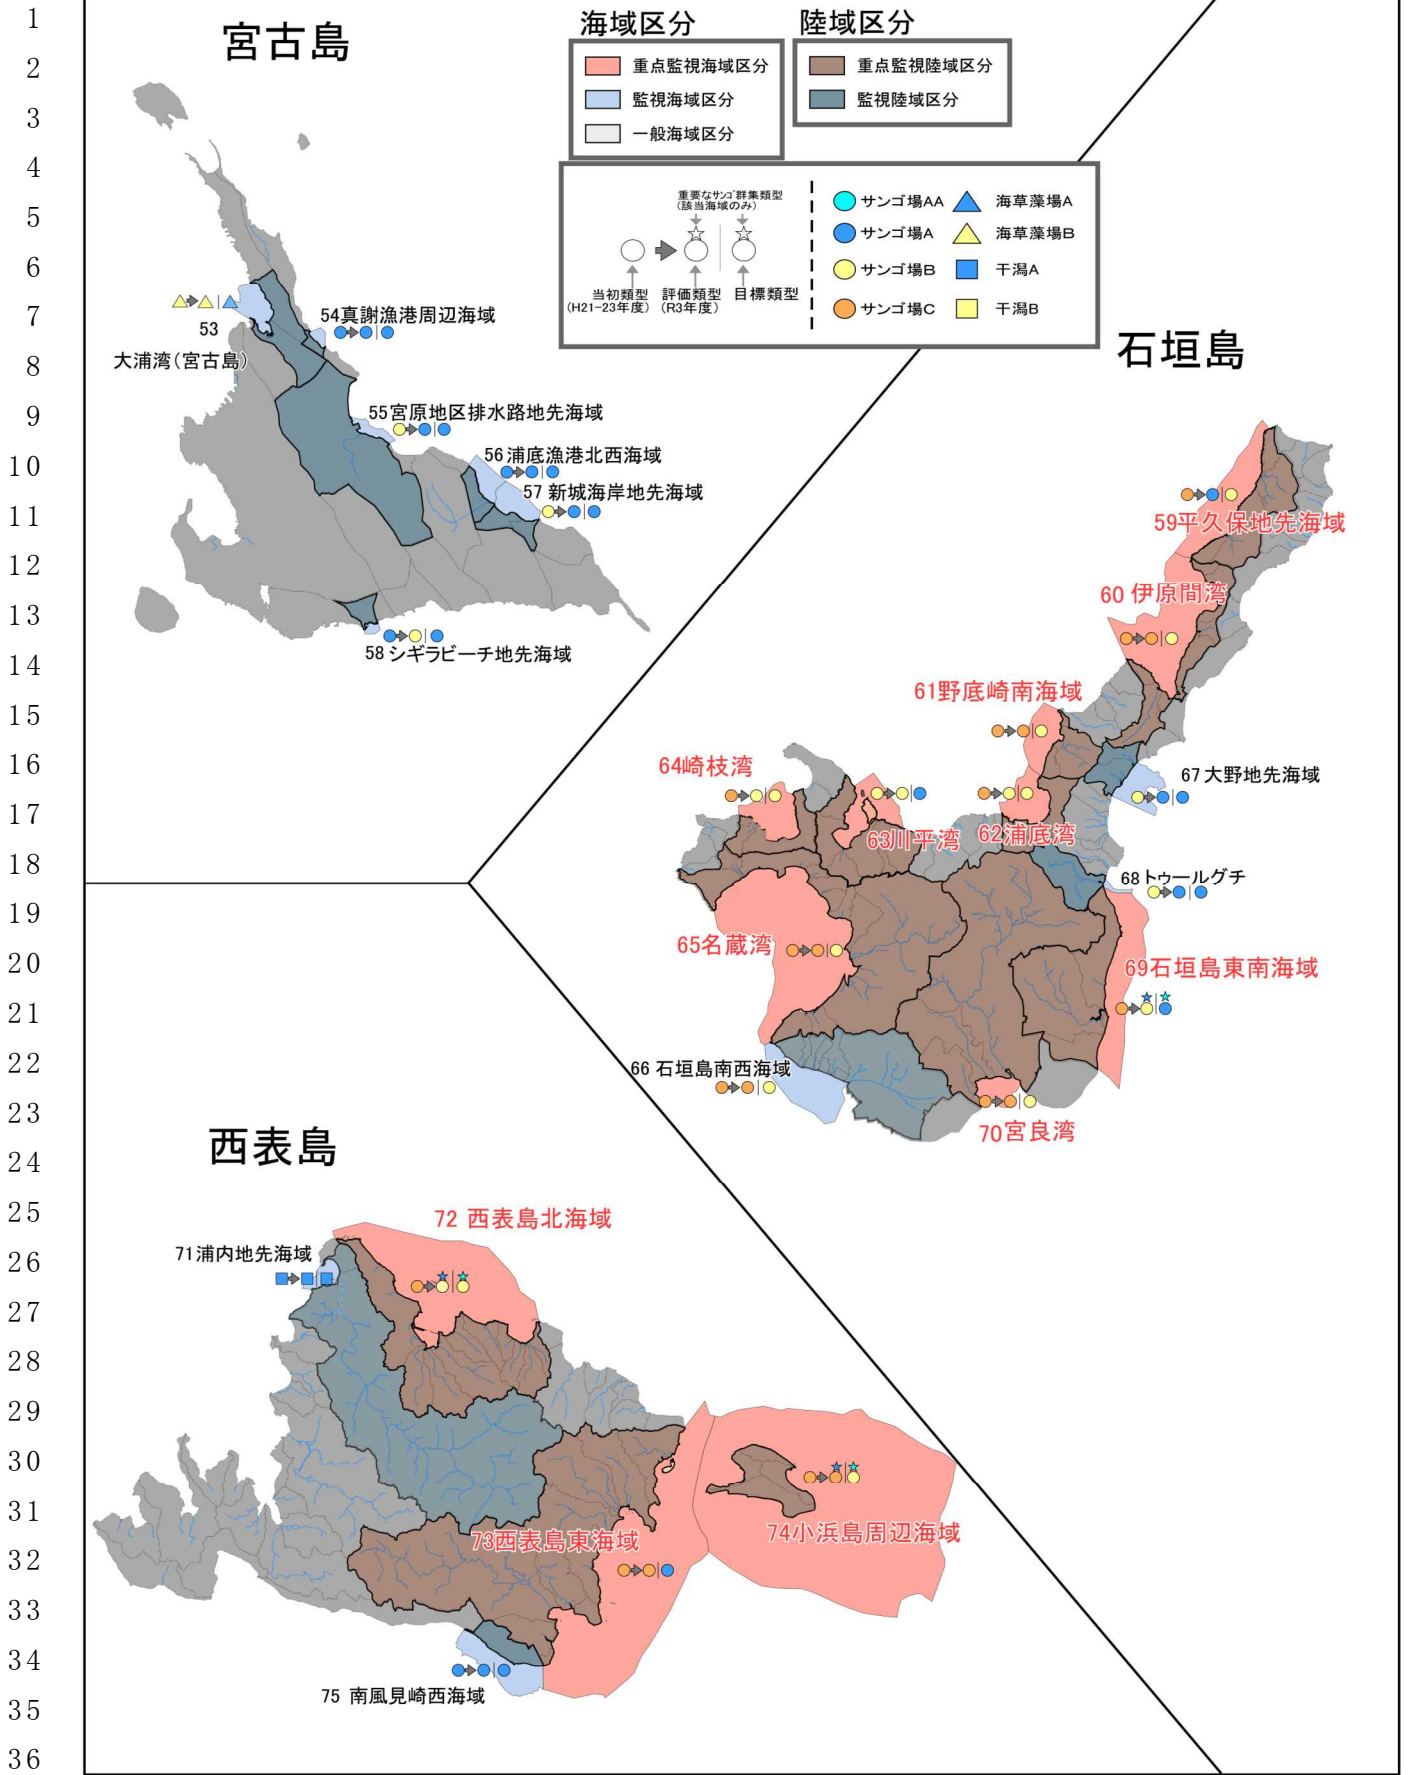 1
2
3
4
5
6
7
8
9
10
11
12
13
14
15
16
17
18
19
20
21
22
23
24
25
26
27
28
29
30
31
32
33
34
35
36
宮古島
海域区分
重点監視海域区分
監視海域区分
一般海域区分
陸域区分
重点監視陸域区分
監視陸域区分
重要なサンゴ群集類型
(該当海域のみ)
当初類型
(H21-23年度)
評価類型
(R3年度)
目標類型
サンゴ場AA
サンゴ場A
サンゴ場B
サンゴ場C
海草藻場A
海草藻場B
干潟A
干潟B
53
大浦湾(宮古島)
54真謝漁港周辺海域
55宮原地区排水路地先海域
56浦底漁港北西海域
57 新城海岸地先海域
58 シギラビーチ地先海域
石垣島
59平久保地先海域
60 伊原間湾
61野底崎南海域
64崎枝湾
67 大野地先海域
63川平湾
62浦底湾
68トゥールグチ
65名蔵湾
69石垣島東南海域
66 石垣島南西海域
70宮良湾
西表島
72 西表島北海域
71浦内地先海域
73西表島東海域
74小浜島周辺海域
75 南風見崎西海域